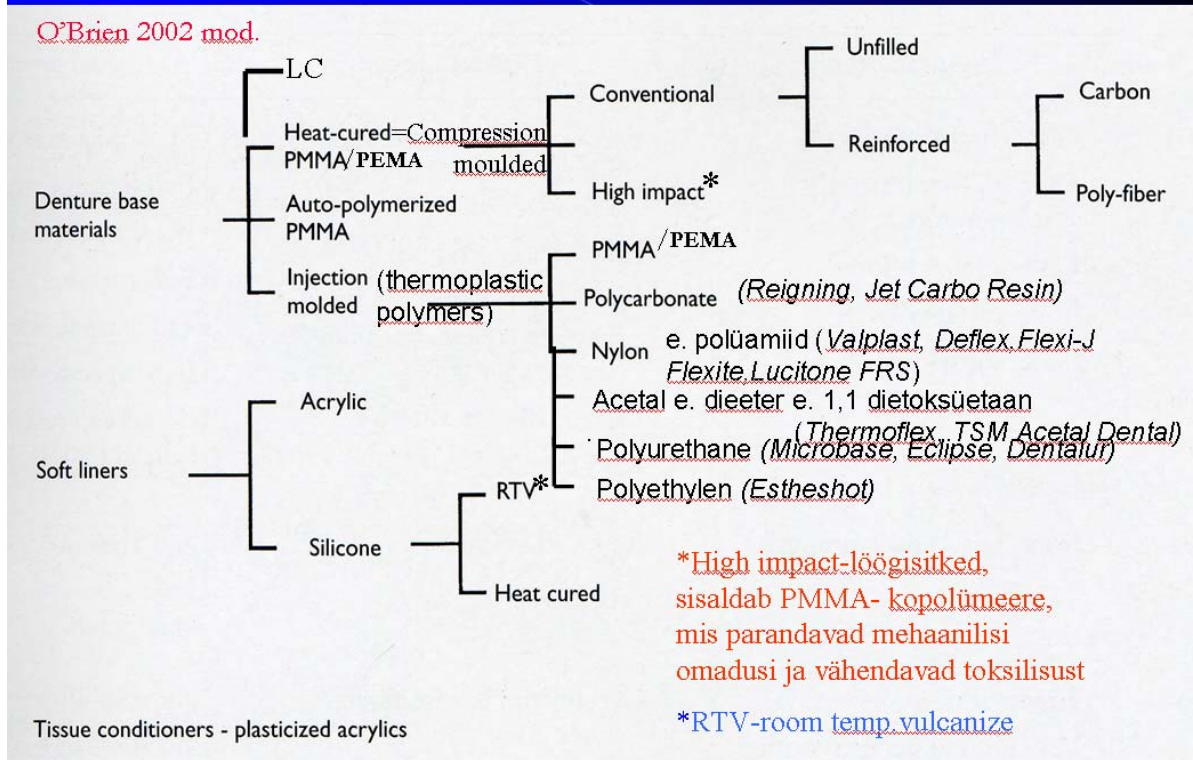 O'Brien 2002 mod.
LC
Heat-cured=Compression
PMMA/PEMA moulded
Denture base
materials
Auto-polymerized
PMMA
Injection (thermoplastic
molded polymers)
Conventional
High impact*
Unfilled
Reinforced
Carbon
Poly-fiber
PMMA/PEMA
Polycarbonate (Reigning, Jet Carbo Resin)
Nylon e. polüamiid (Valplast, Deflex,Flexi-J
Flexite,Lucitone FRS)
Acetal e. dieeter e. 1,1 dietoksüetaan
(Thermoflex, TSM Acetal Dental)
Polyurethane (Microbase, Eclipse, Dentalur)
Polyethylen (Estheshot)
Soft liners
Acrylic
Silicone
RTV*
Heat cured
*High impact-löögisitked,
sisaldab PMMA- kopolümeere,
mis parandavad mehaanilisi
omadusi ja vähendavad toksilisust
*RTV-room temp.vulcanize
Tissue conditioners - plasticized acrylics